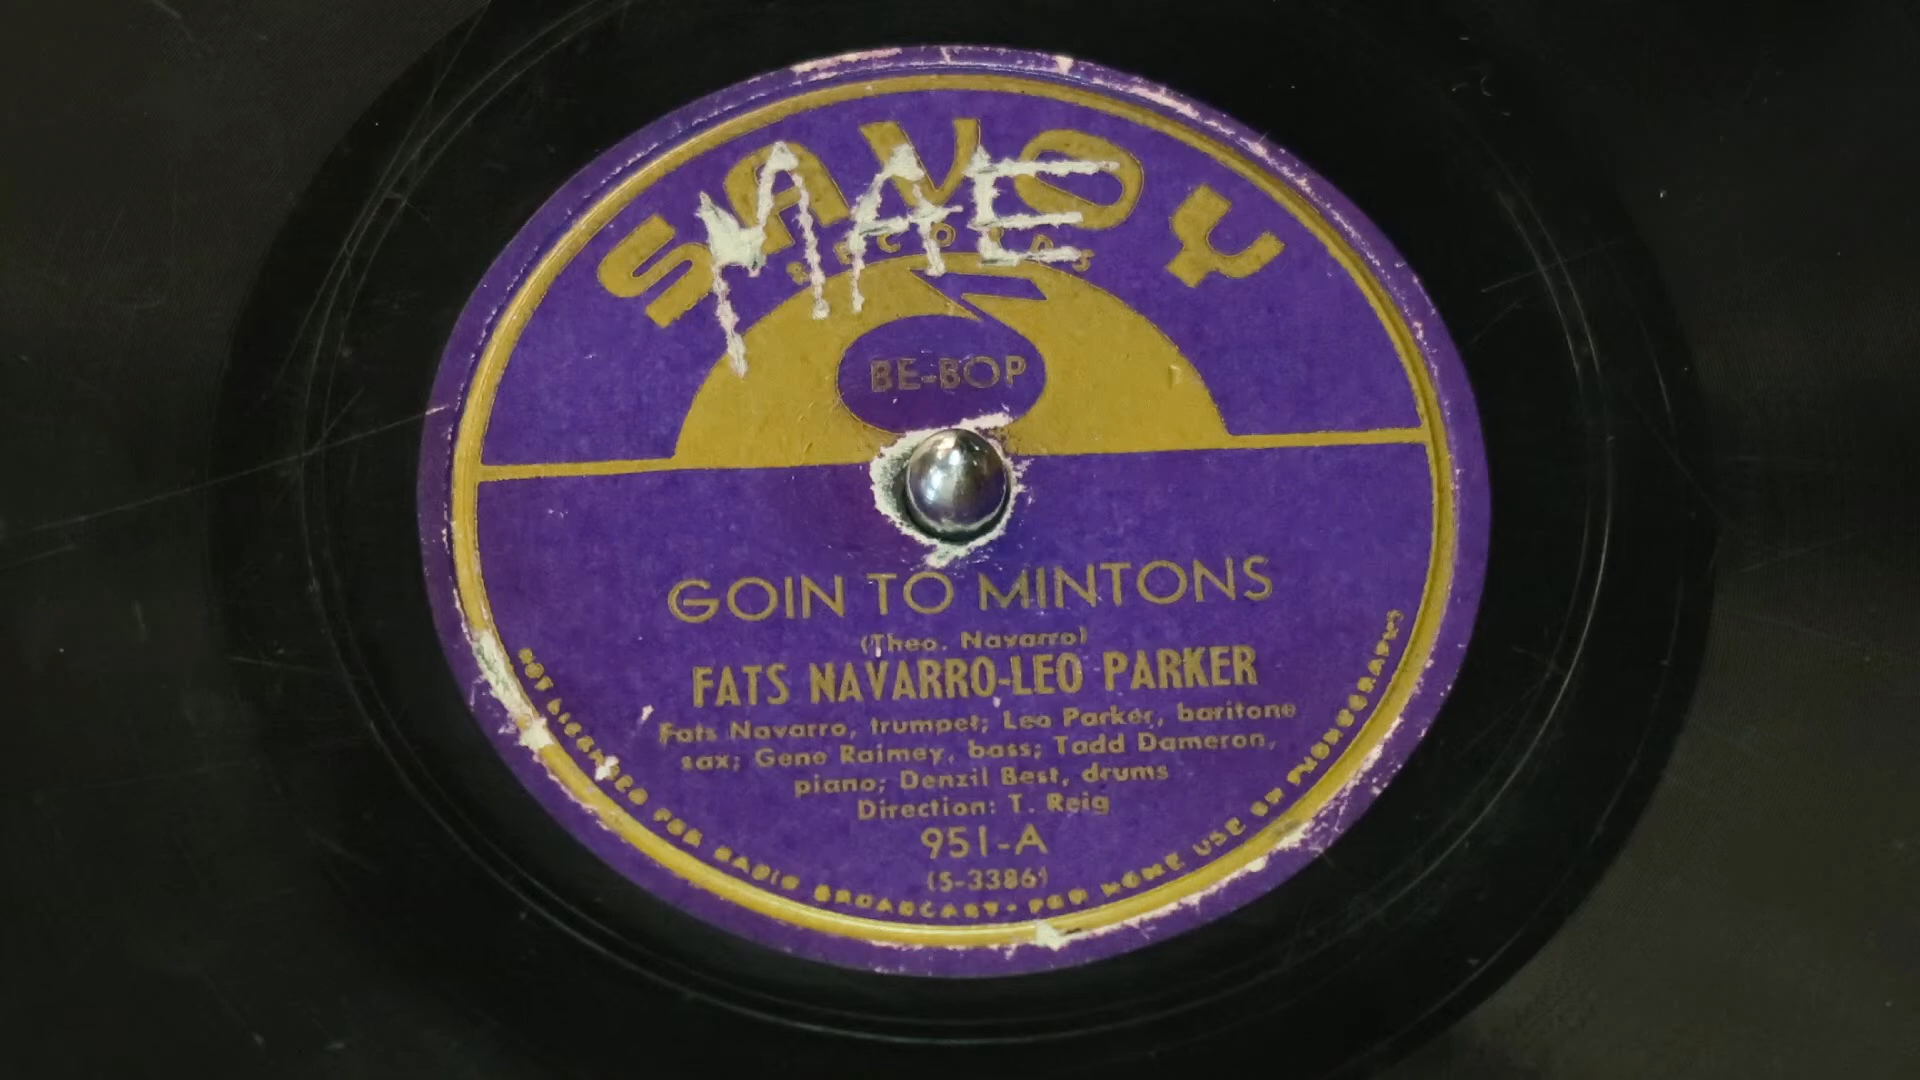 SAVOY
MAE
RECORDS
BE-BOP
GOIN TO MINTONS
(Theo. Navarro)
FATS NAVARRO-LEO PARKER
Fats Navarro, trumpet; Leo Parker, baritone
sax; Gene Raimey, bass; Tadd Dameron,
piano; Denzil Best, drums
Direction: T. Reig
951-A
(S-3386)
NOT LICENSED FOR RADIO BROADCAST - FOR HOME USE ON PHONOGRAPHS